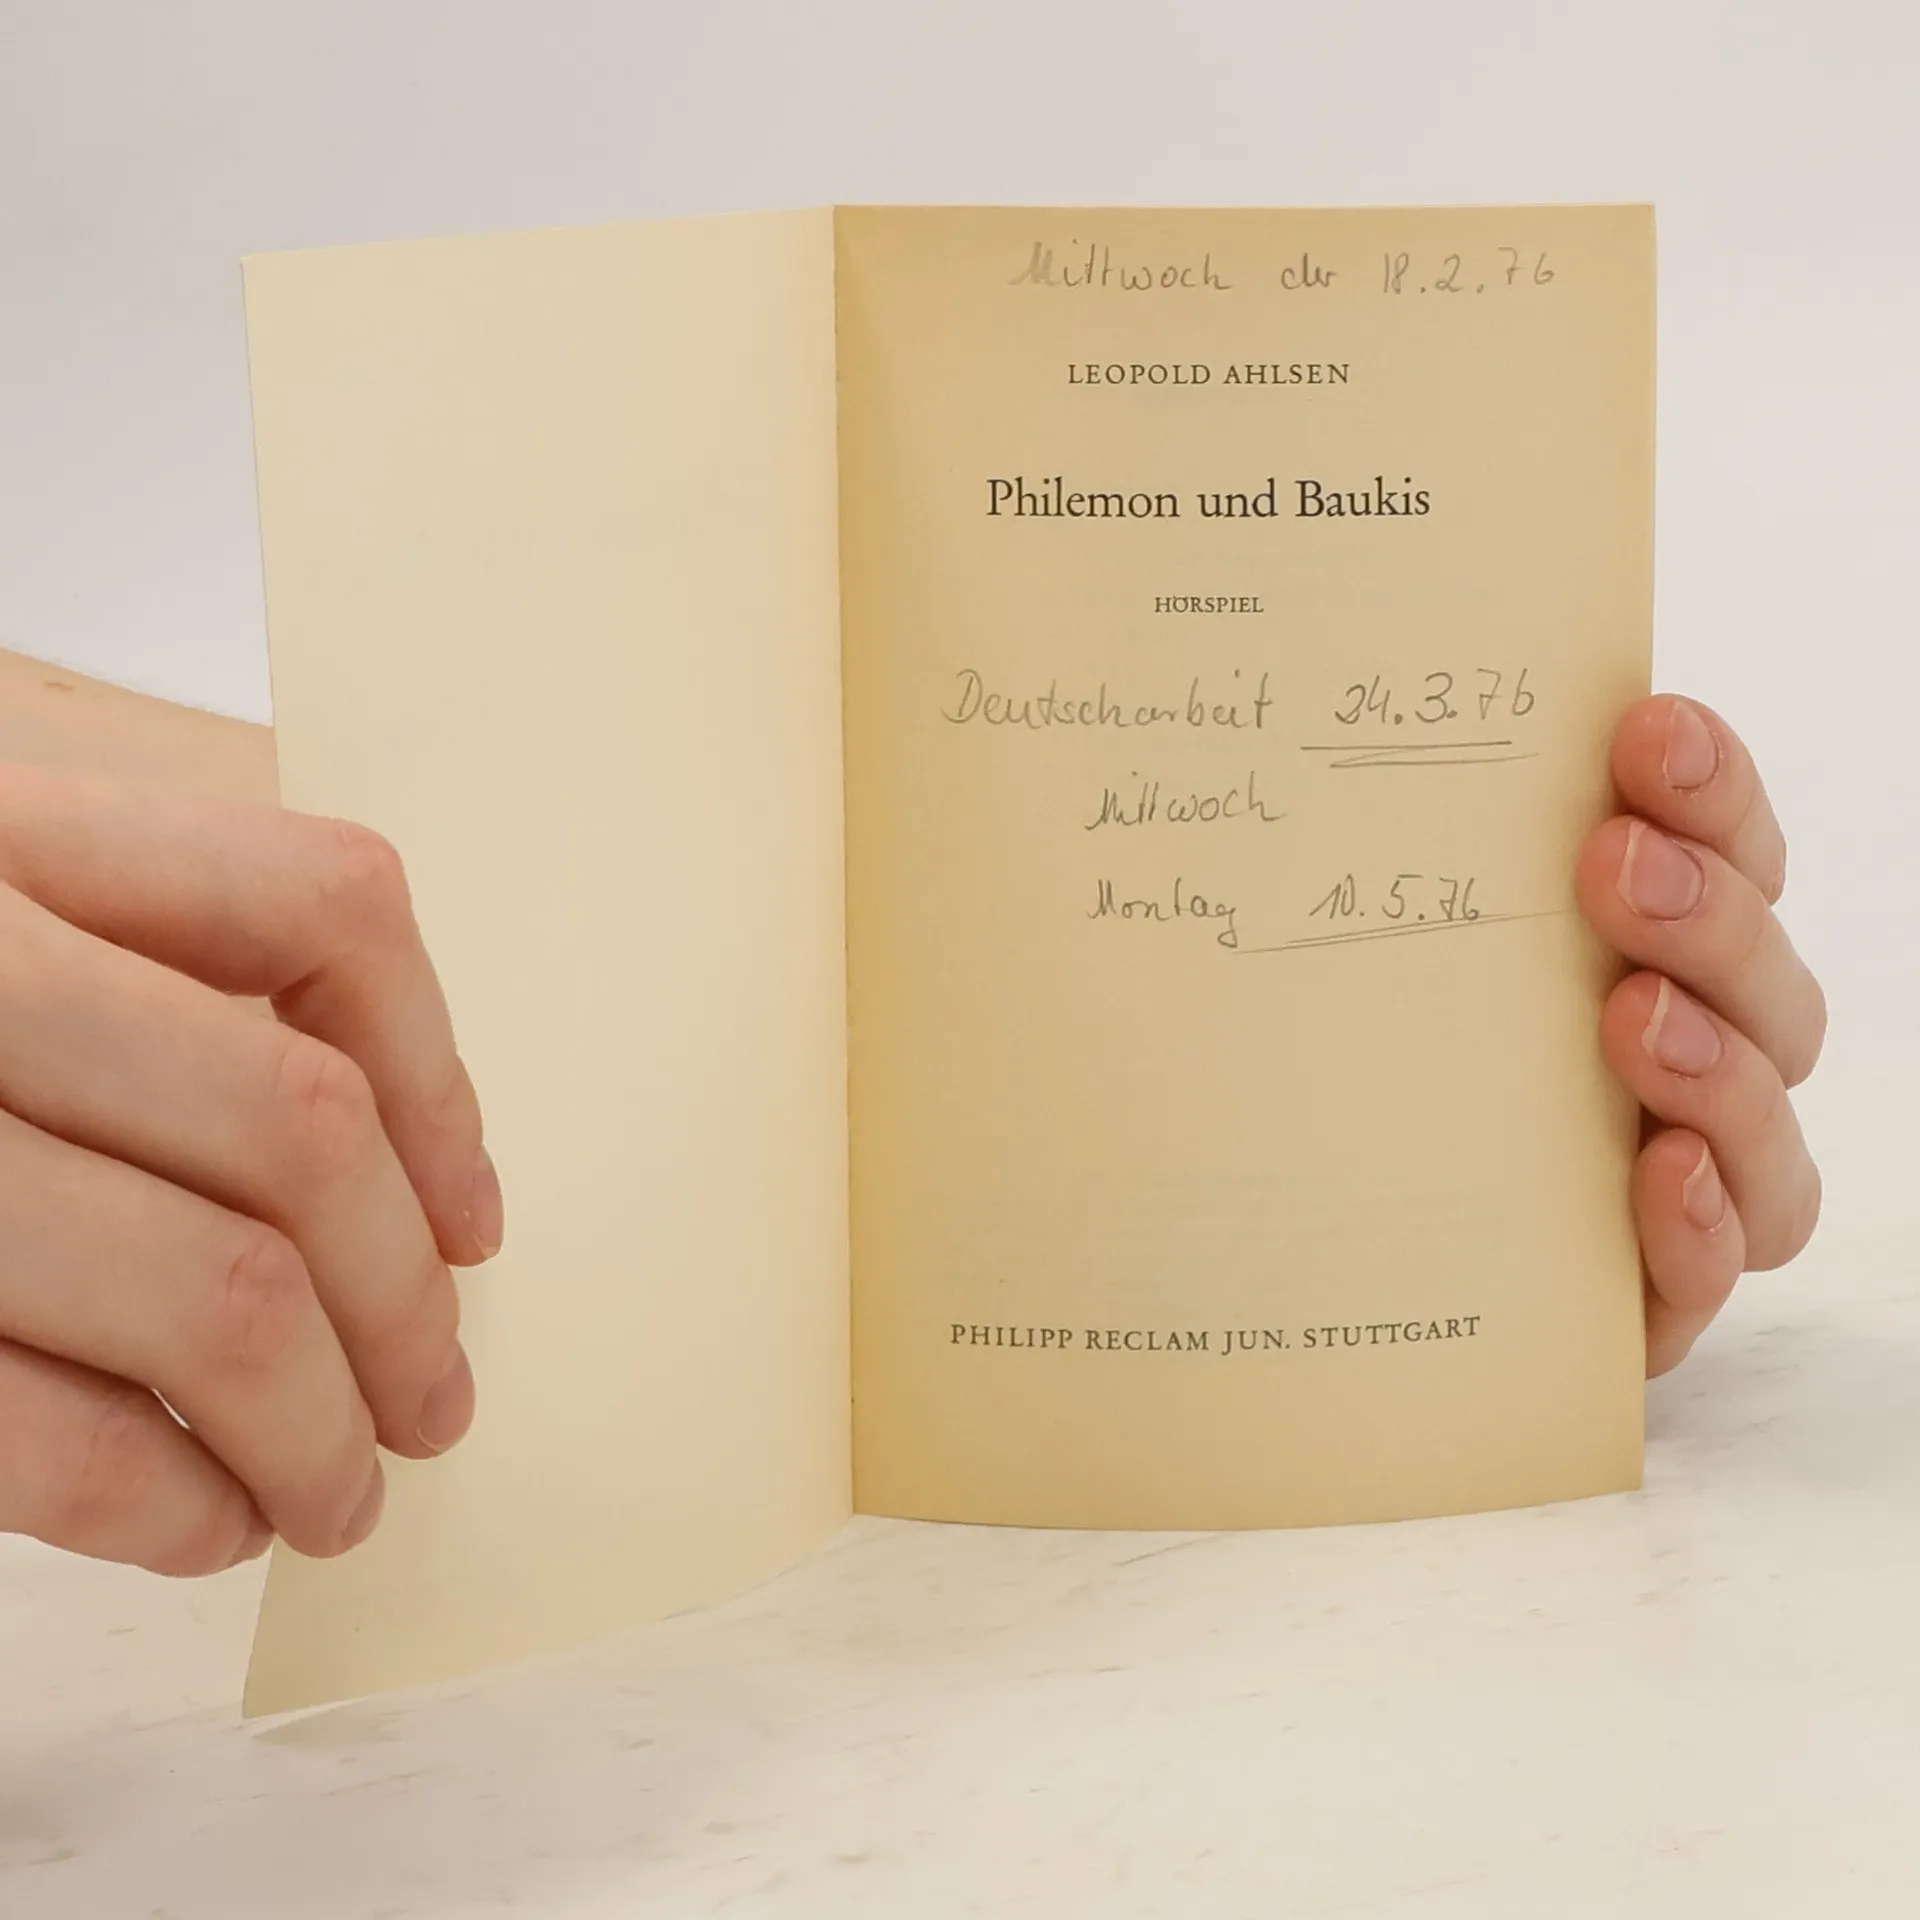 Mittwoch der 18.2.76
LEOPOLD AHLSEN
Philemon und Baukis
HÖRSPIEL
Deutscharbeit 24.3.76
Mittwoch
Montag 10.5.76
PHILIPP RECLAM JUN. STUTTGART